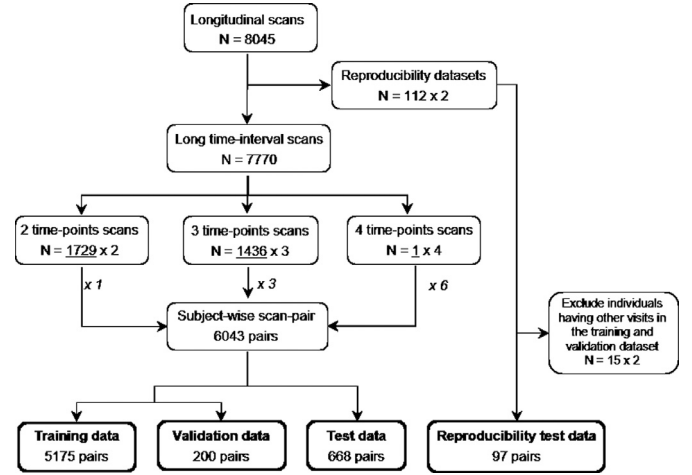 Longitudinal scans
N = 8045
Reproducibility datasets
N = 112 x 2
Long time-interval scans
N = 7770
2 time-points scans
N = 1729 x 2
3 time-points scans
N = 1436 x 3
4 time-points scans
N = 1 x 4
x 1
x 3
x 6
Subject-wise scan-pair
6043 pairs
Exclude individuals
having other visits in
the training and
validation dataset
N = 15 x 2
Training data
5175 pairs
Validation data
200 pairs
Test data
668 pairs
Reproducibility test data
97 pairs